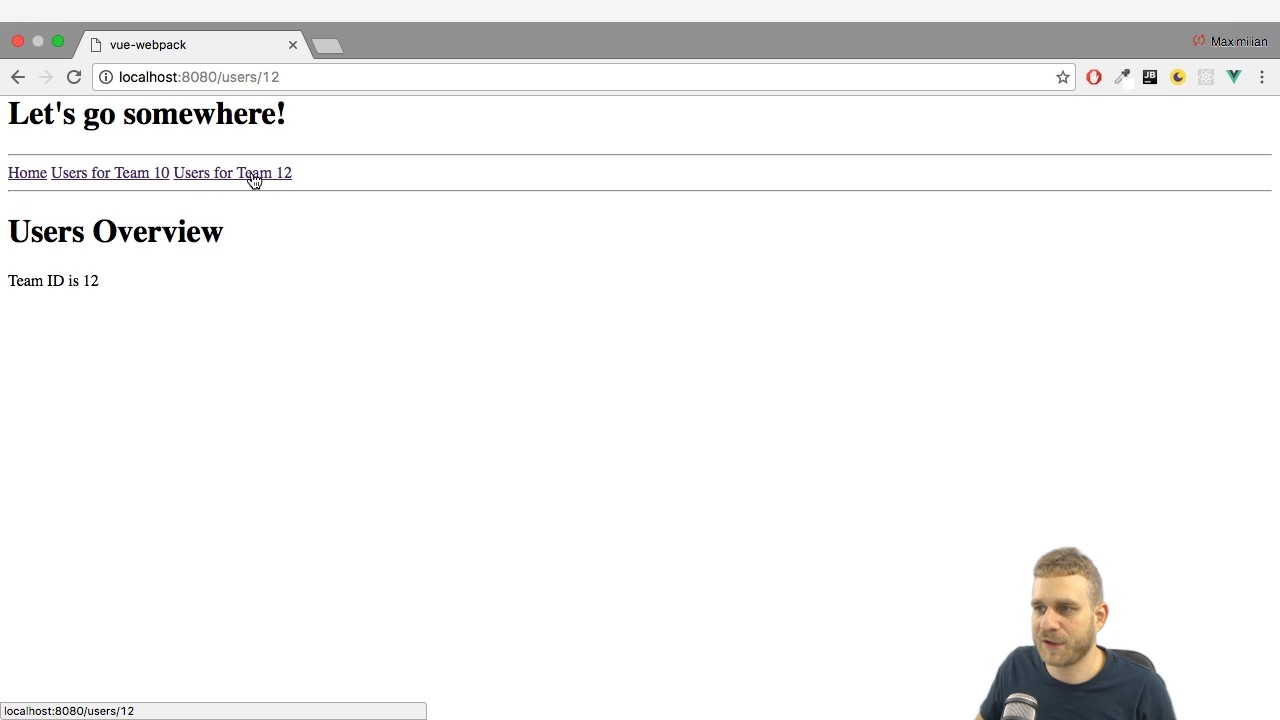 vue-webpack
Maximilian
localhost:8080/users/12
JB
Let's go somewhere!
Home Users for Team 10 Users for Team 12
Users Overview
Team ID is 12
localhost:8080/users/12